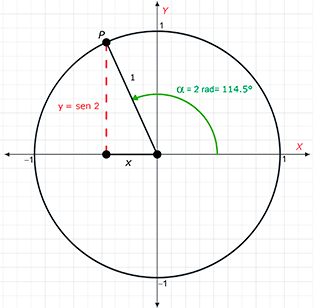 Y
1
P
1
α = 2 rad= 114.5°
y = sen 2
X
-1
x
1
-1